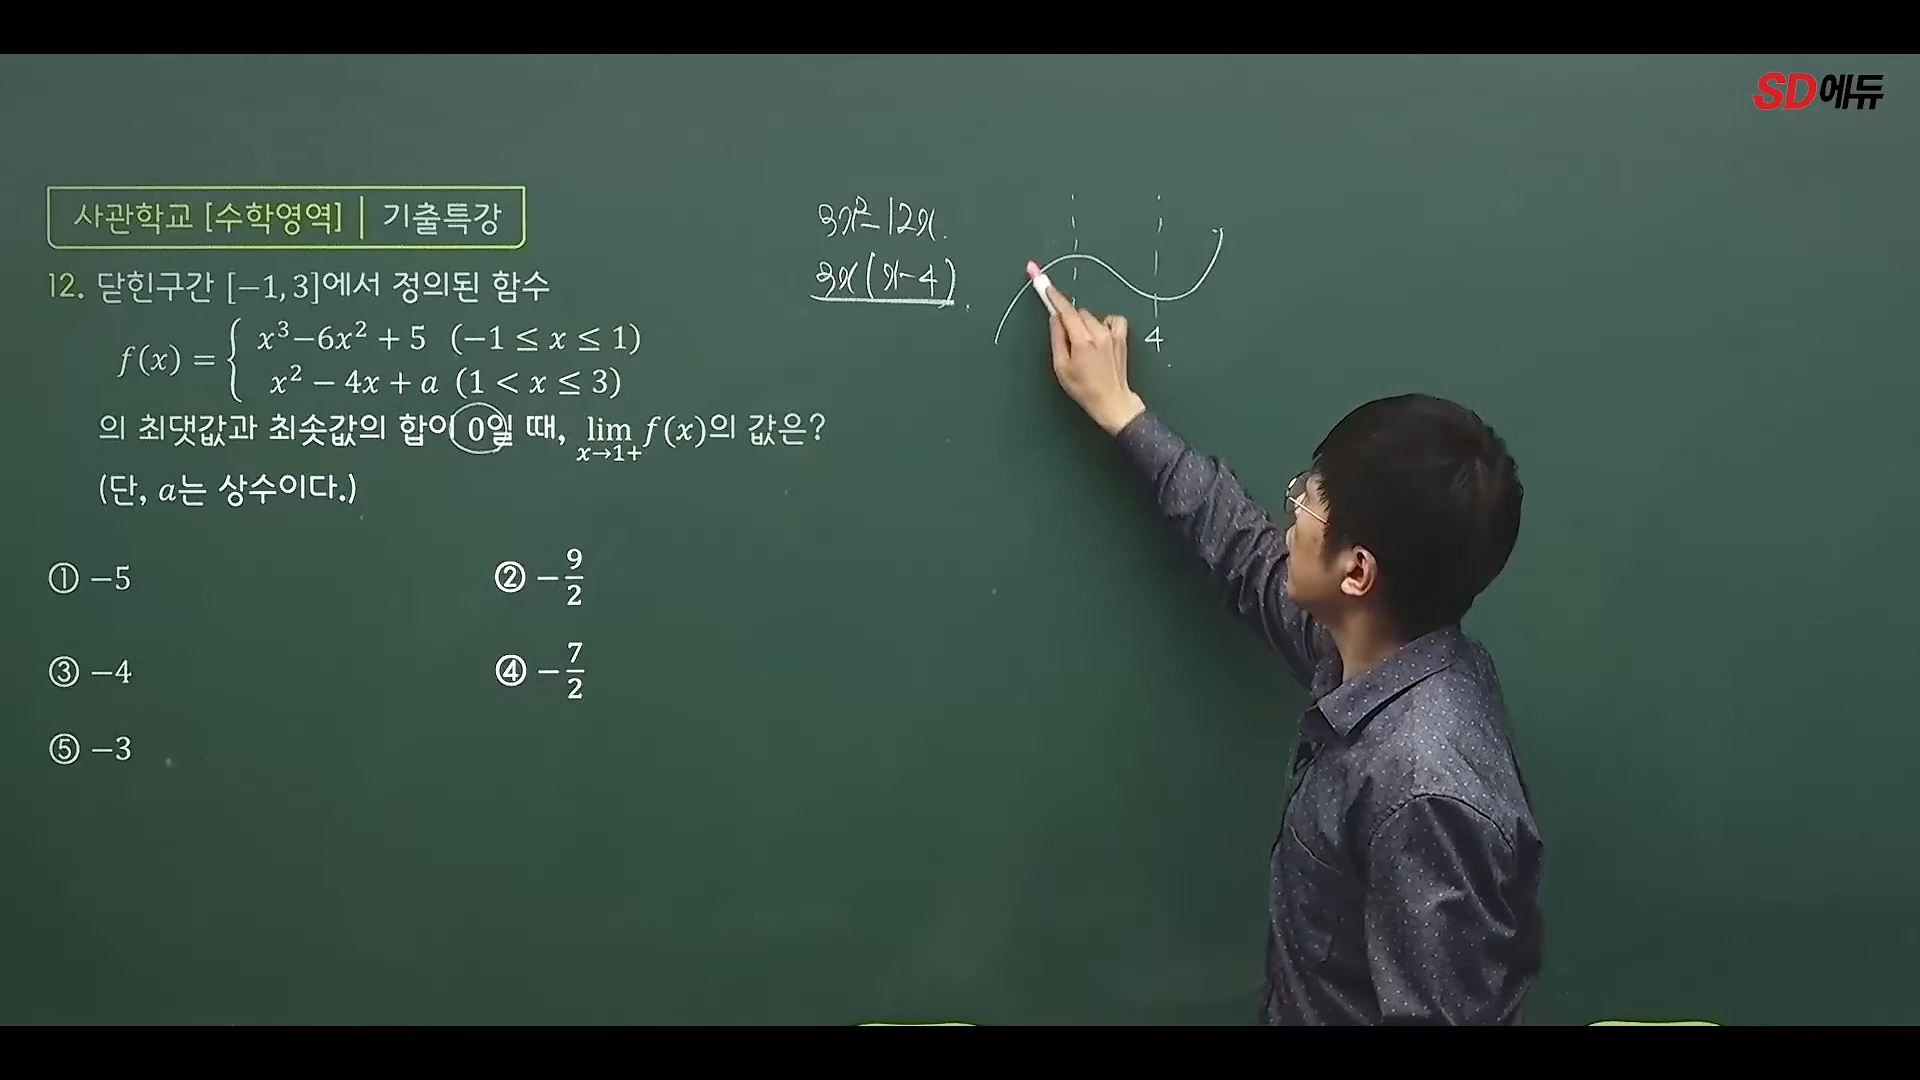 SD에듀
사관학교 [수학영역] | 기출특강
12. 닫힌구간 [−1, 3]에서 정의된 함수
f(x) = { x³−6x² + 5 (−1 ≤ x ≤ 1)
x² − 4x + a (1 < x ≤ 3)
의 최댓값과 최솟값의 합이 0일 때, lim x→1+ f(x)의 값은?
(단, a는 상수이다.)
① −5
② −9/2
③ −4
④ −7/2
⑤ −3
3x²−12x
3x(x−4)
4